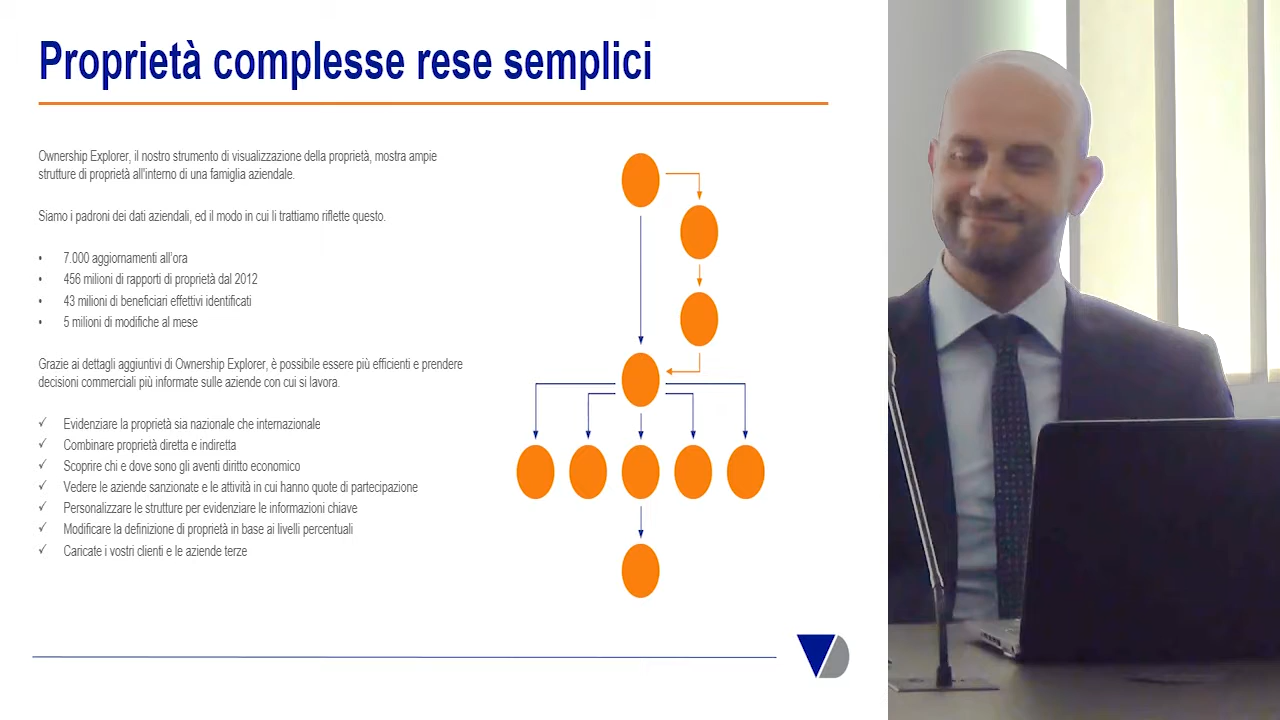 Proprietà complesse rese semplici
Ownership Explorer, il nostro strumento di visualizzazione della proprietà, mostra ampie
strutture di proprietà all'interno di una famiglia aziendale.
Siamo i padroni dei dati aziendali, ed il modo in cui li trattiamo riflette questo.
• 7.000 aggiornamenti all'ora
• 456 milioni di rapporti di proprietà dal 2012
• 43 milioni di beneficiari effettivi identificati
• 5 milioni di modifiche al mese
Grazie ai dettagli aggiuntivi di Ownership Explorer, è possibile essere più efficienti e prendere
decisioni commerciali più informate sulle aziende con cui si lavora.
✓ Evidenziare la proprietà sia nazionale che internazionale
✓ Combinare proprietà diretta e indiretta
✓ Scoprire chi e dove sono gli aventi diritto economico
✓ Vedere le aziende sanzionate e le attività in cui hanno quote di partecipazione
✓ Personalizzare le strutture per evidenziare le informazioni chiave
✓ Modificare la definizione di proprietà in base ai livelli percentuali
✓ Caricate i vostri clienti e le aziende terze